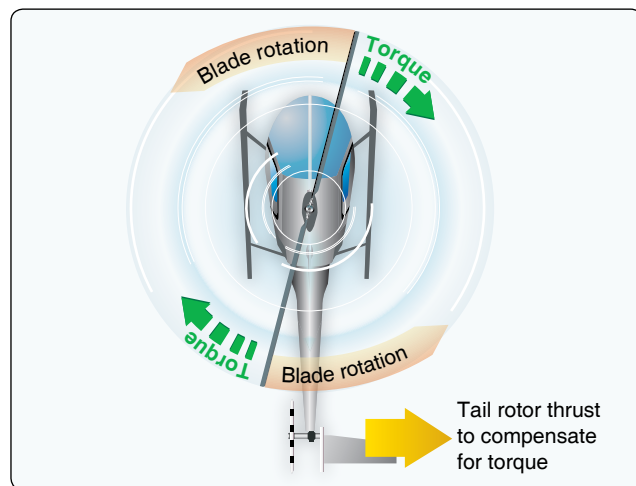 Blade rotation
Torque
Torque
Blade rotation
Tail rotor thrust
to compensate
for torque